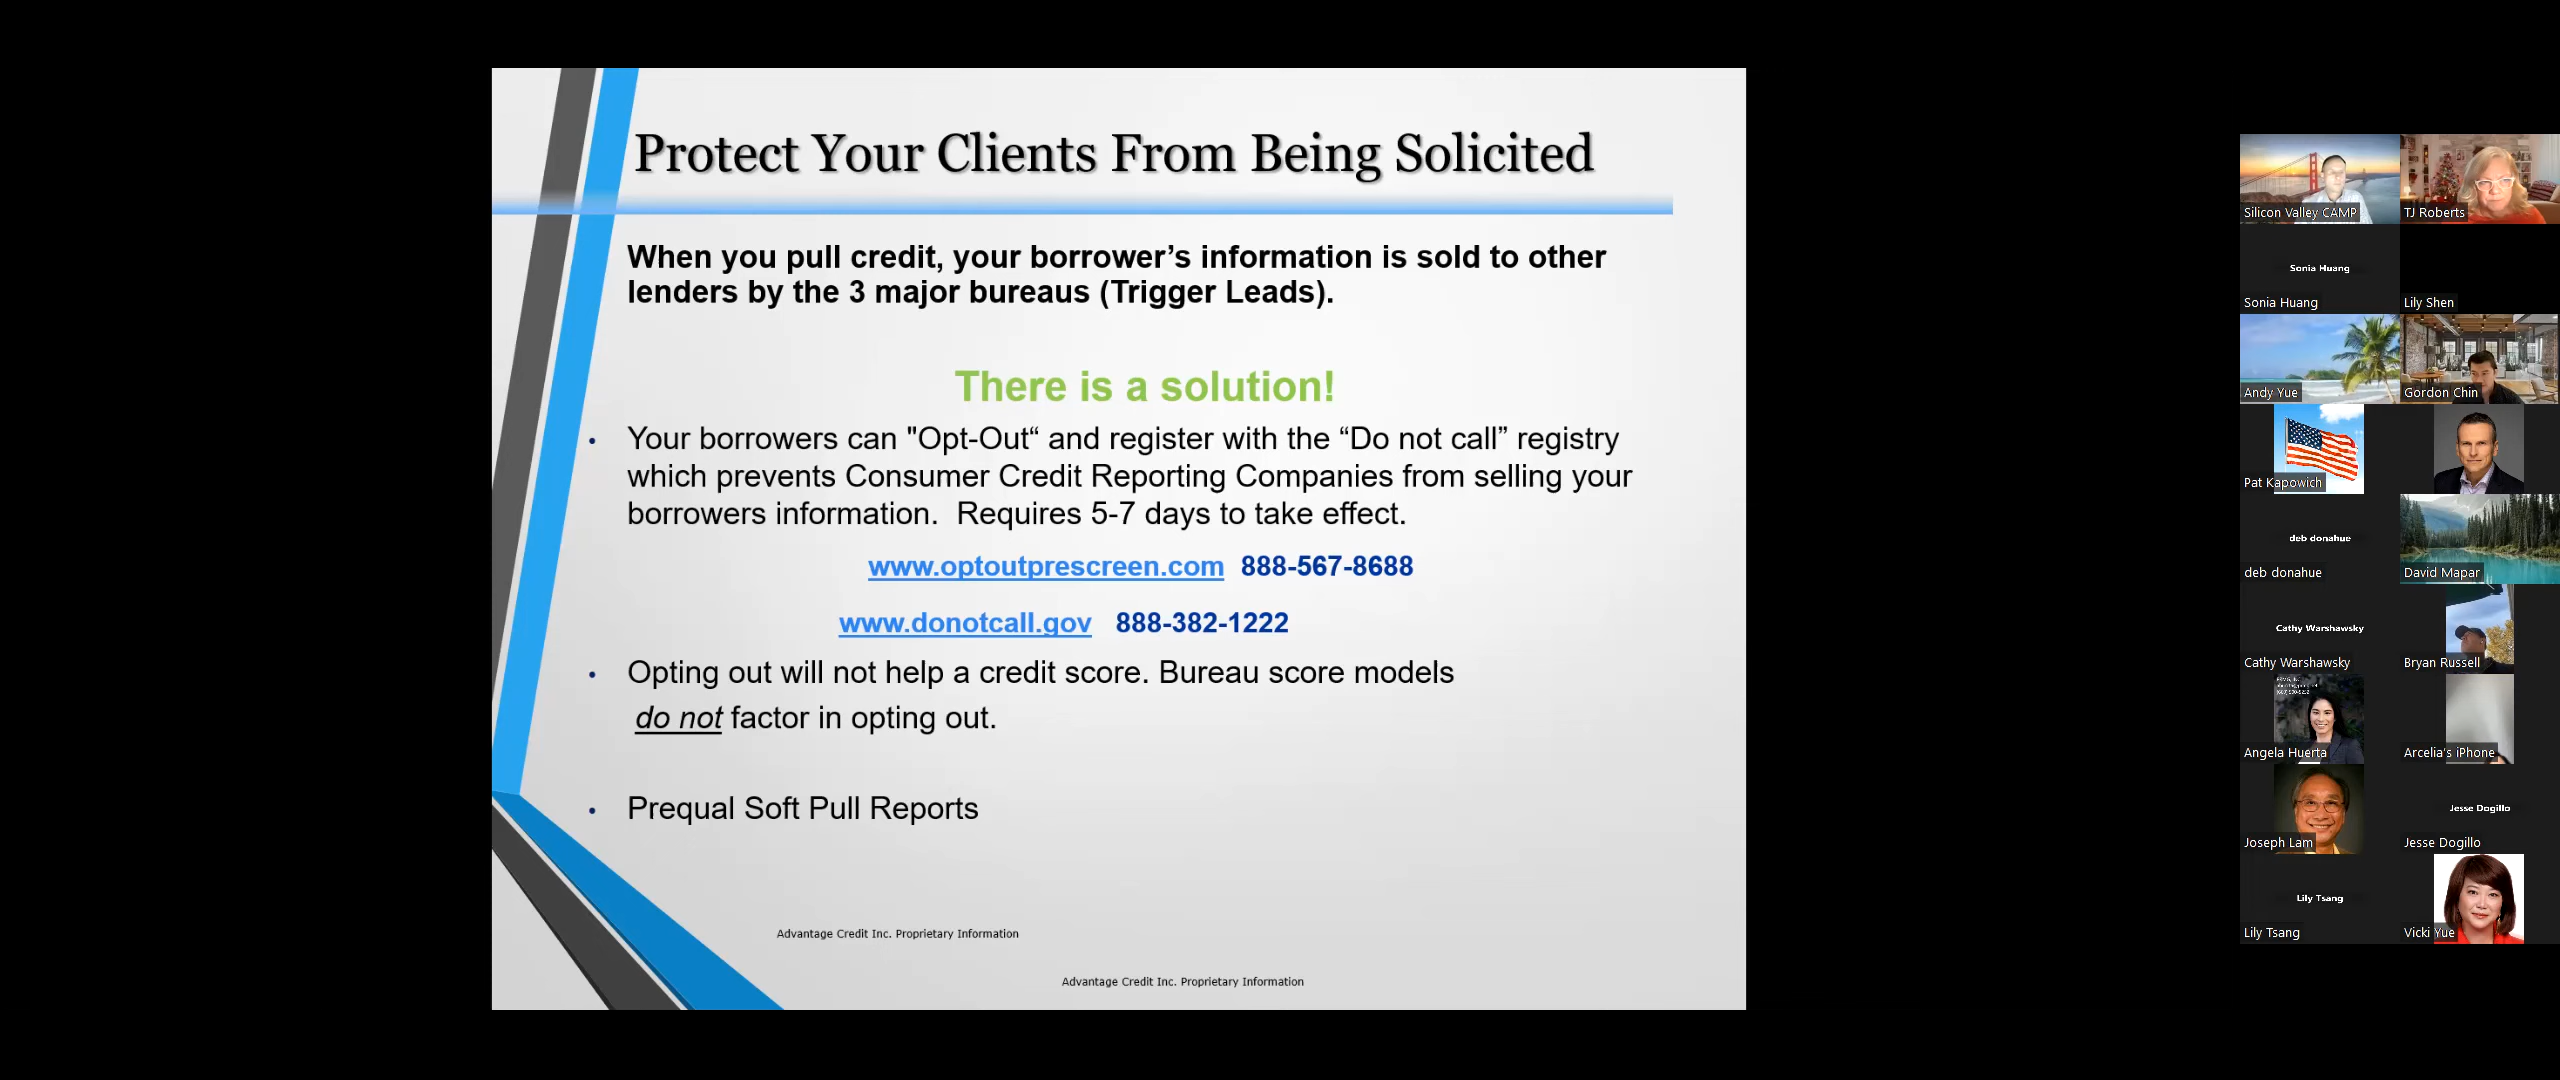 Protect Your Clients From Being Solicited
When you pull credit, your borrower’s information is sold to other
lenders by the 3 major bureaus (Trigger Leads).
There is a solution!
• Your borrowers can "Opt-Out“ and register with the “Do not call” registry
which prevents Consumer Credit Reporting Companies from selling your
borrowers information.  Requires 5-7 days to take effect.
www.optoutprescreen.com 888-567-8688
www.donotcall.gov 888-382-1222
• Opting out will not help a credit score. Bureau score models
do not factor in opting out.
• Prequal Soft Pull Reports
Advantage Credit Inc. Proprietary Information
Advantage Credit Inc. Proprietary Information
Silicon Valley CAMP
TJ Roberts
Sonia Huang
Sonia Huang
Lily Shen
Andy Yue
Gordon Chin
Pat Kapowich
deb donahue
deb donahue
David Mapar
Cathy Warshawsky
Cathy Warshawsky
Bryan Russell
Angela Huerta
Arcelia's iPhone
Joseph Lam
Jesse Dogillo
Jesse Dogillo
Lily Tsang
Lily Tsang
Vicki Yue